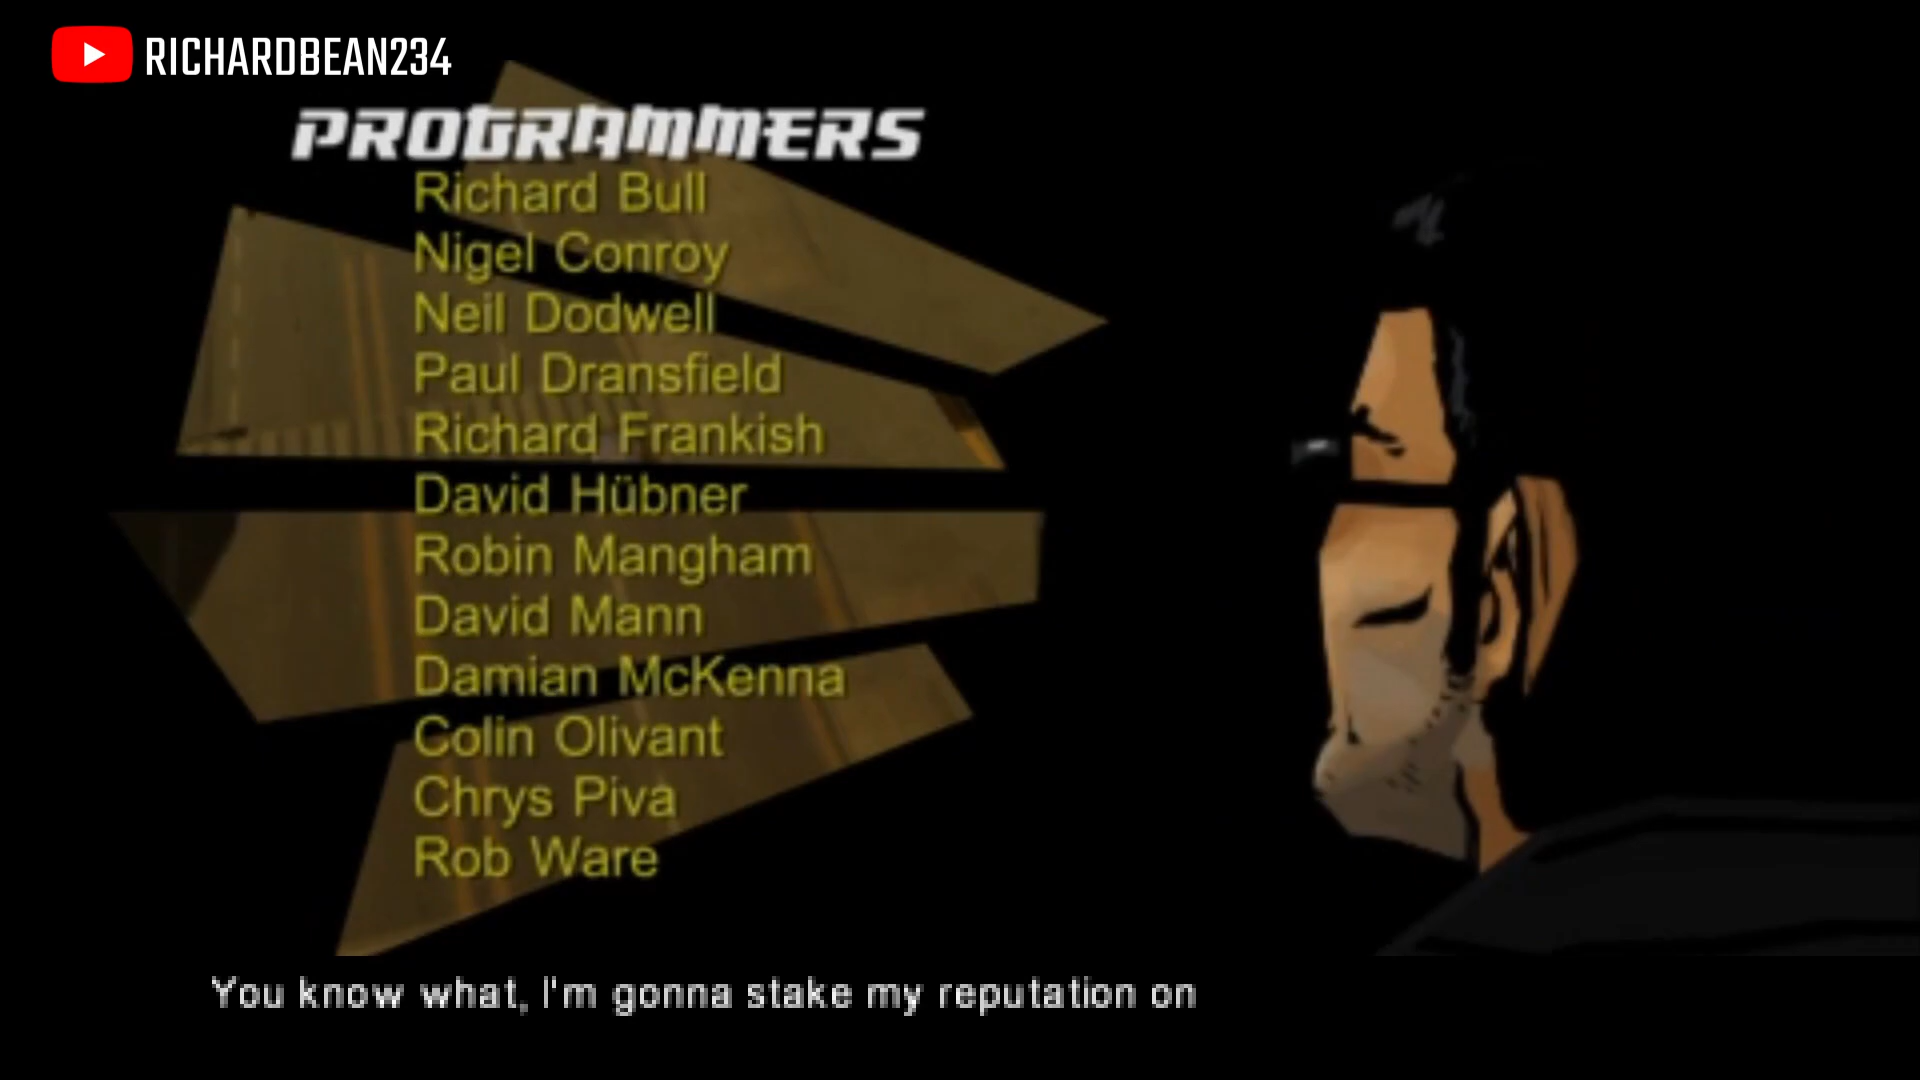 RICHARDBEAN234
PROGRAMMERS
Richard Bull
Nigel Conroy
Neil Dodwell
Paul Dransfield
Richard Frankish
David Hübner
Robin Mangham
David Mann
Damian McKenna
Colin Olivant
Chrys Piva
Rob Ware
You know what, I'm gonna stake my reputation on